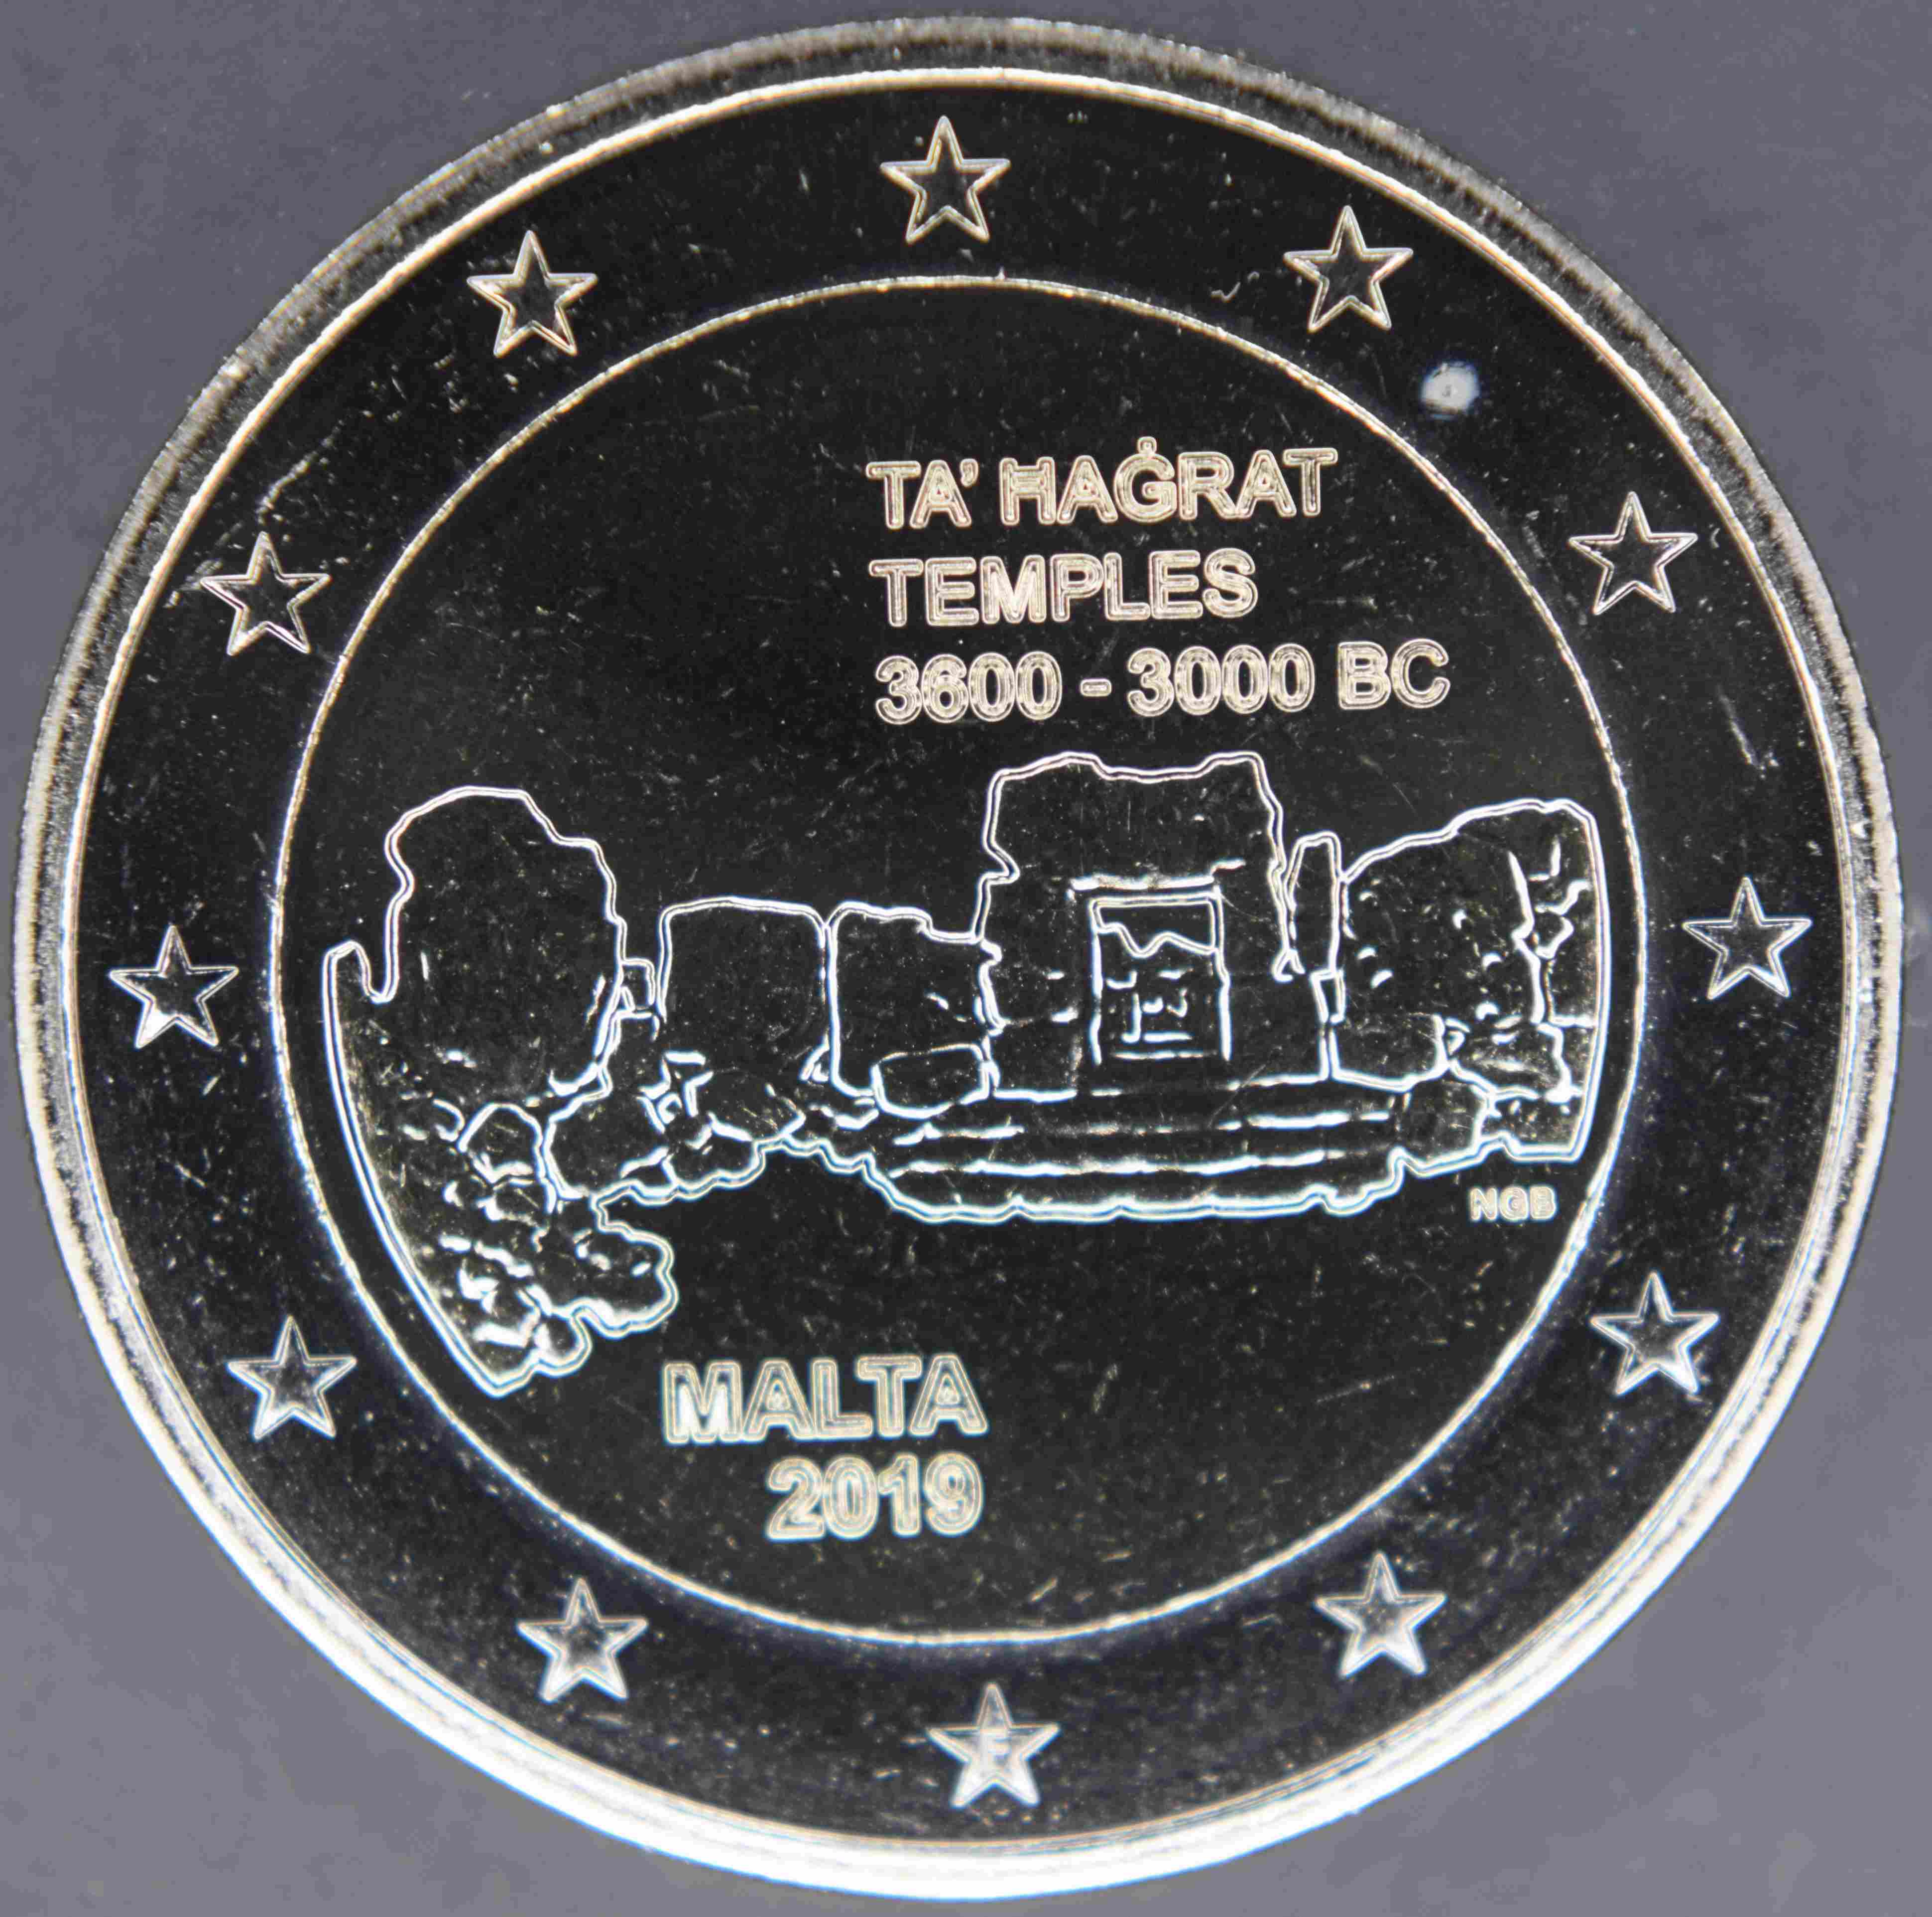 TA' ĦAĠRAT
TEMPLES
3600 - 3000 BC
NGB
MALTA
2019
F